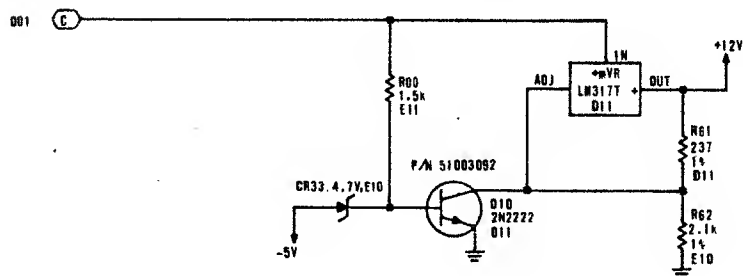 001 C
+12V
IN
+mVR
ADJ LM317T + OUT
D11
R00
1.5k
E11
R61
237
1%
D11
P/N 51003092
CR33.4.7V,E10
Q10
2N2222
D11
R62
2.1k
1%
E10
-5V